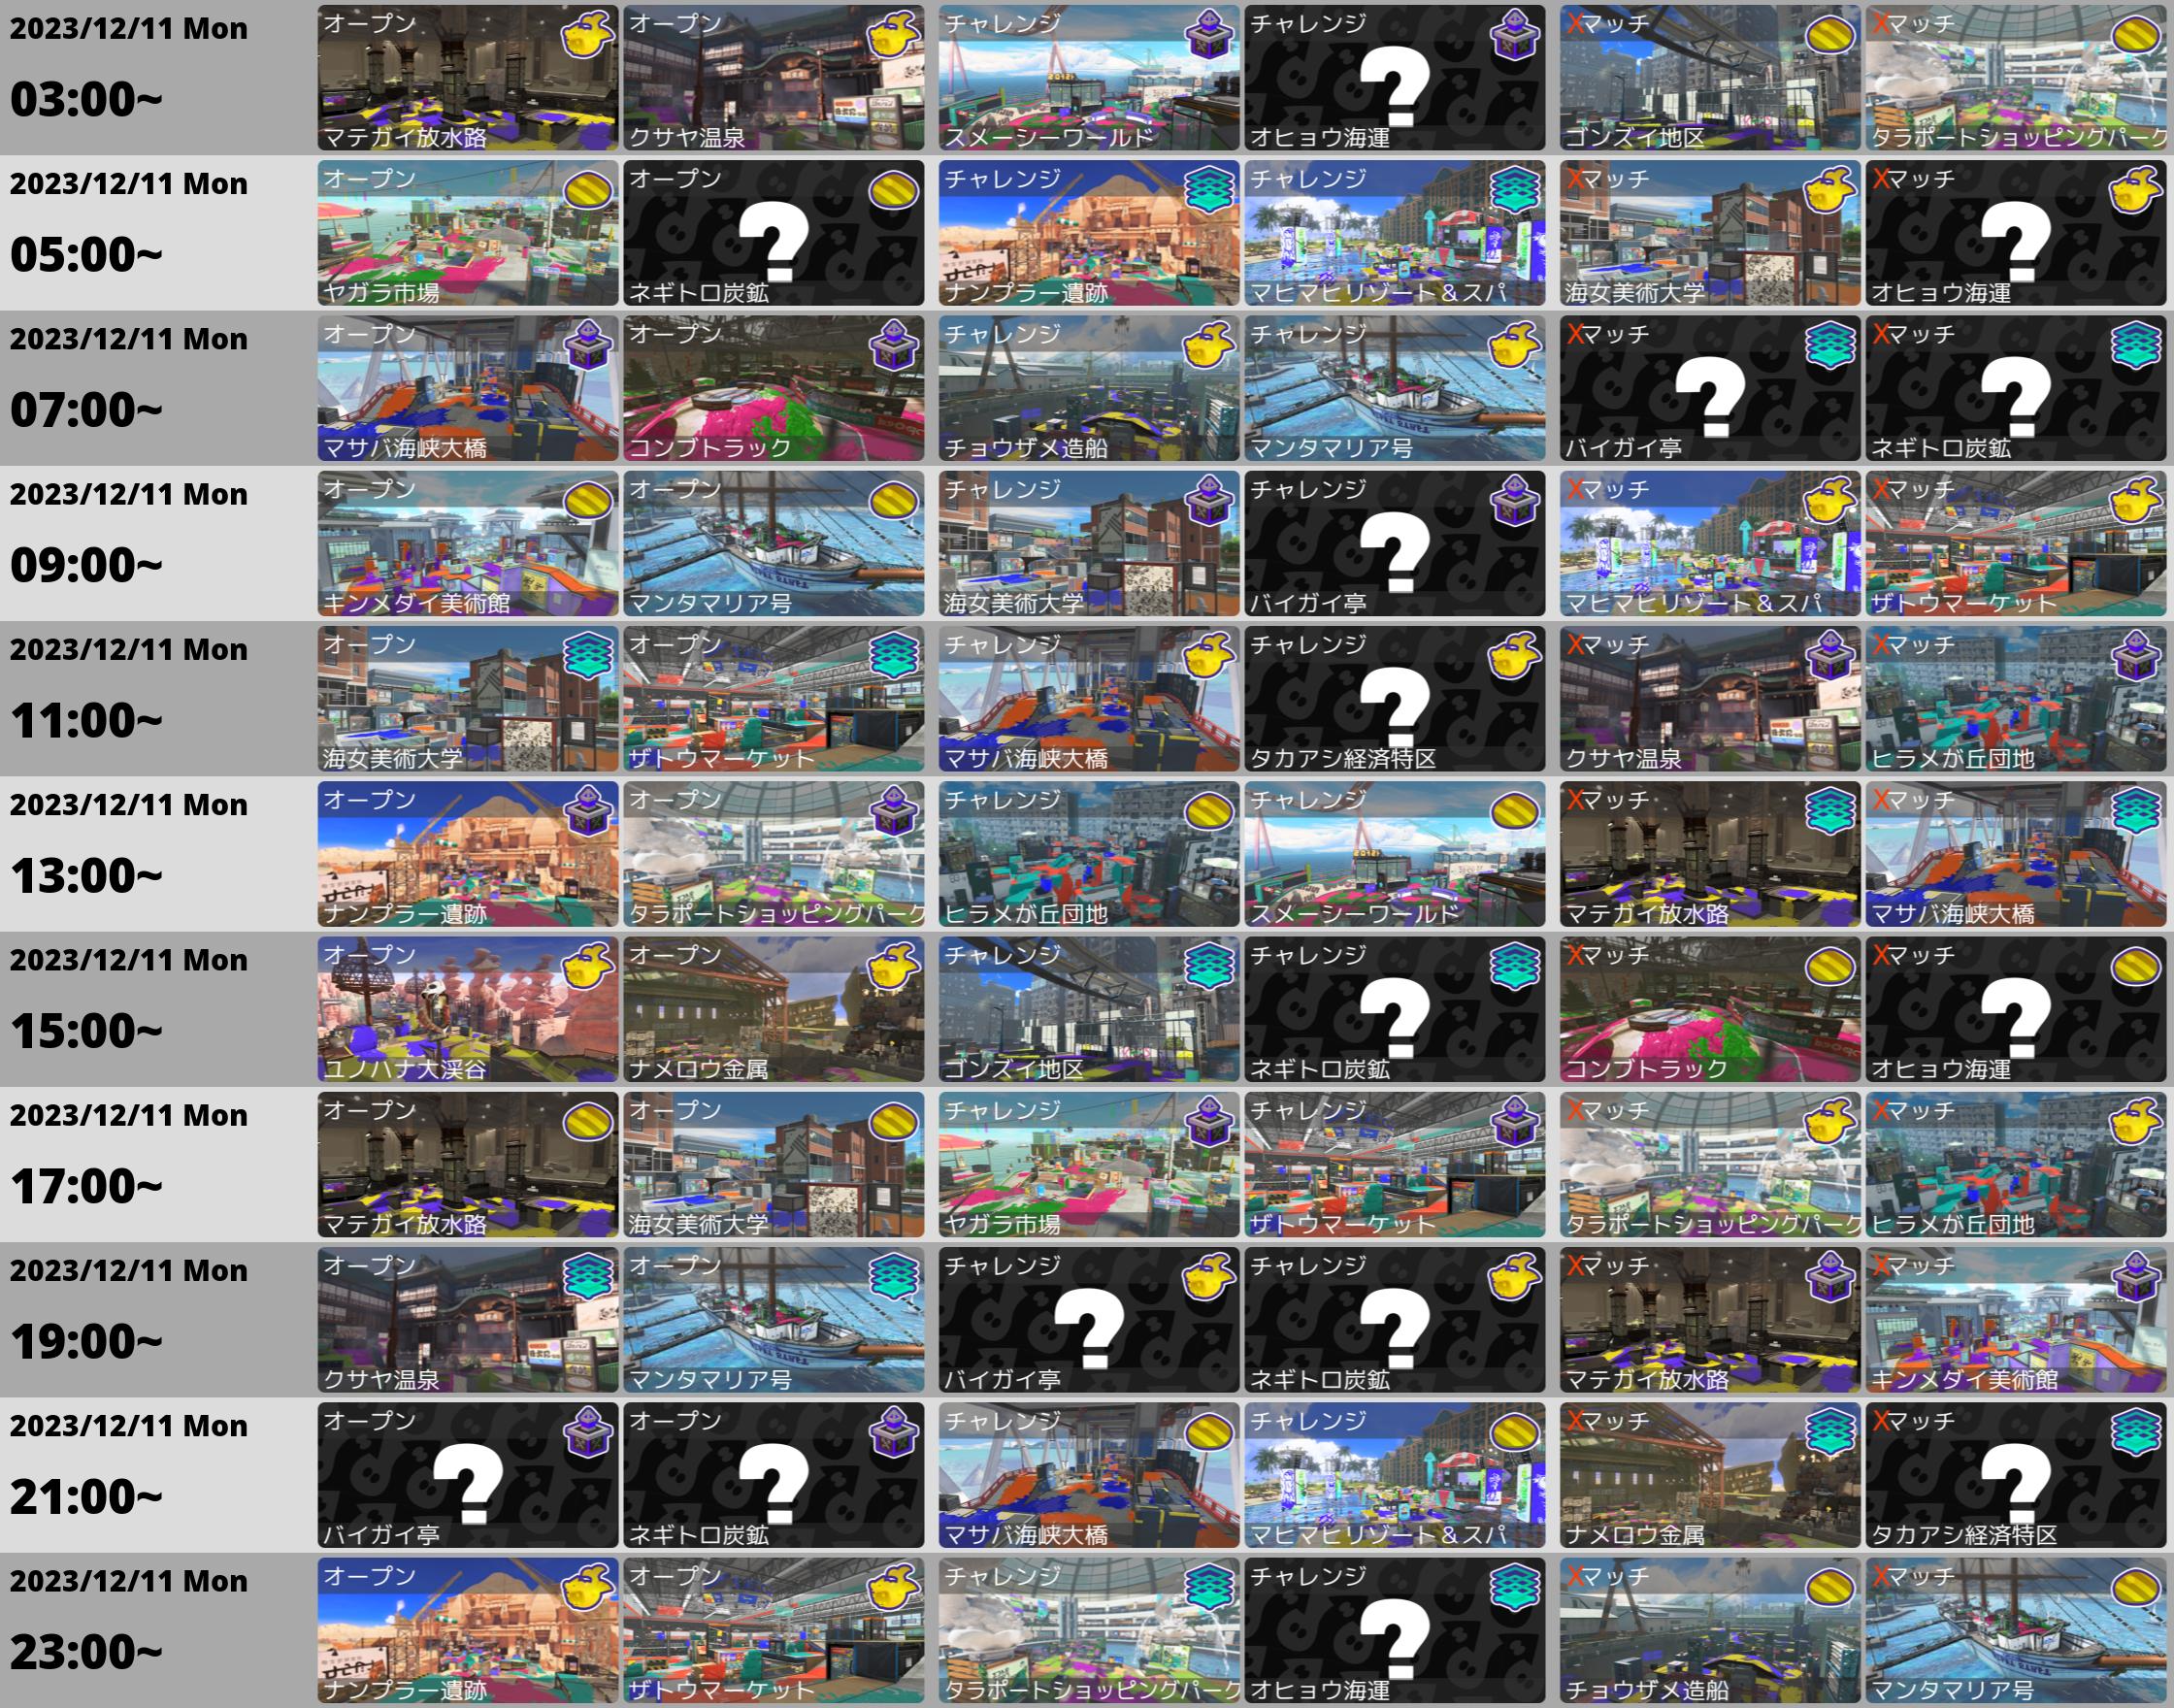 2023/12/11 Mon
03:00~
オープン
マテガイ放水路
オープン
クサヤ温泉
チャレンジ
スメーシーワールド
チャレンジ
オヒョウ海運
Xマッチ
ゴンズイ地区
Xマッチ
タラポートショッピングパーク
2023/12/11 Mon
05:00~
オープン
ヤガラ市場
オープン
ネギトロ炭鉱
チャレンジ
ナンプラー遺跡
チャレンジ
マヒマヒリゾート＆スパ
Xマッチ
海女美術大学
Xマッチ
オヒョウ海運
2023/12/11 Mon
07:00~
オープン
マサバ海峡大橋
オープン
コンブトラック
チャレンジ
チョウザメ造船
チャレンジ
マンタマリア号
Xマッチ
バイガイ亭
Xマッチ
ネギトロ炭鉱
2023/12/11 Mon
09:00~
オープン
キンメダイ美術館
オープン
マンタマリア号
チャレンジ
海女美術大学
チャレンジ
バイガイ亭
Xマッチ
マヒマヒリゾート＆スパ
Xマッチ
ザトウマーケット
2023/12/11 Mon
11:00~
オープン
海女美術大学
オープン
ザトウマーケット
チャレンジ
マサバ海峡大橋
チャレンジ
タカアシ経済特区
Xマッチ
クサヤ温泉
Xマッチ
ヒラメが丘団地
2023/12/11 Mon
13:00~
オープン
ナンプラー遺跡
オープン
タラポートショッピングパーク
チャレンジ
ヒラメが丘団地
チャレンジ
スメーシーワールド
Xマッチ
マテガイ放水路
Xマッチ
マサバ海峡大橋
2023/12/11 Mon
15:00~
オープン
ユノハナ大渓谷
オープン
ナメロウ金属
チャレンジ
ゴンズイ地区
チャレンジ
ネギトロ炭鉱
Xマッチ
コンブトラック
Xマッチ
オヒョウ海運
2023/12/11 Mon
17:00~
オープン
マテガイ放水路
オープン
海女美術大学
チャレンジ
ヤガラ市場
チャレンジ
ザトウマーケット
Xマッチ
タラポートショッピングパーク
Xマッチ
ヒラメが丘団地
2023/12/11 Mon
19:00~
オープン
クサヤ温泉
オープン
マンタマリア号
チャレンジ
バイガイ亭
チャレンジ
ネギトロ炭鉱
Xマッチ
マテガイ放水路
Xマッチ
キンメダイ美術館
2023/12/11 Mon
21:00~
オープン
バイガイ亭
オープン
ネギトロ炭鉱
チャレンジ
マサバ海峡大橋
チャレンジ
マヒマヒリゾート＆スパ
Xマッチ
ナメロウ金属
Xマッチ
タカアシ経済特区
2023/12/11 Mon
23:00~
オープン
ナンプラー遺跡
オープン
ザトウマーケット
チャレンジ
タラポートショッピングパーク
チャレンジ
オヒョウ海運
Xマッチ
チョウザメ造船
Xマッチ
マンタマリア号